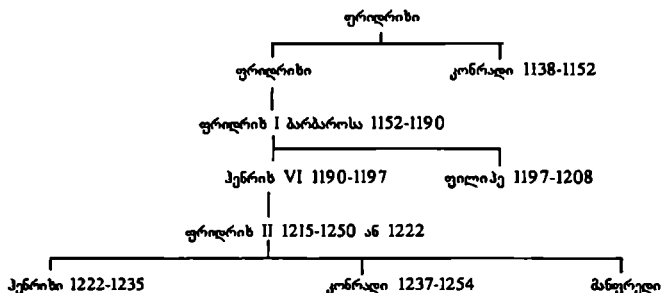 ფრიდრიხი
ფრიდრიხი კონრადი 1138-1152
ფრიდრიხ I ბარბაროსა 1152-1190
ჰენრიხ VI 1190-1197 ფილიპე 1197-1208
ფრიდრიხ II 1215-1250 ან 1222
ჰენრიხი 1222-1235 კონრადი 1237-1254 მანფრედი